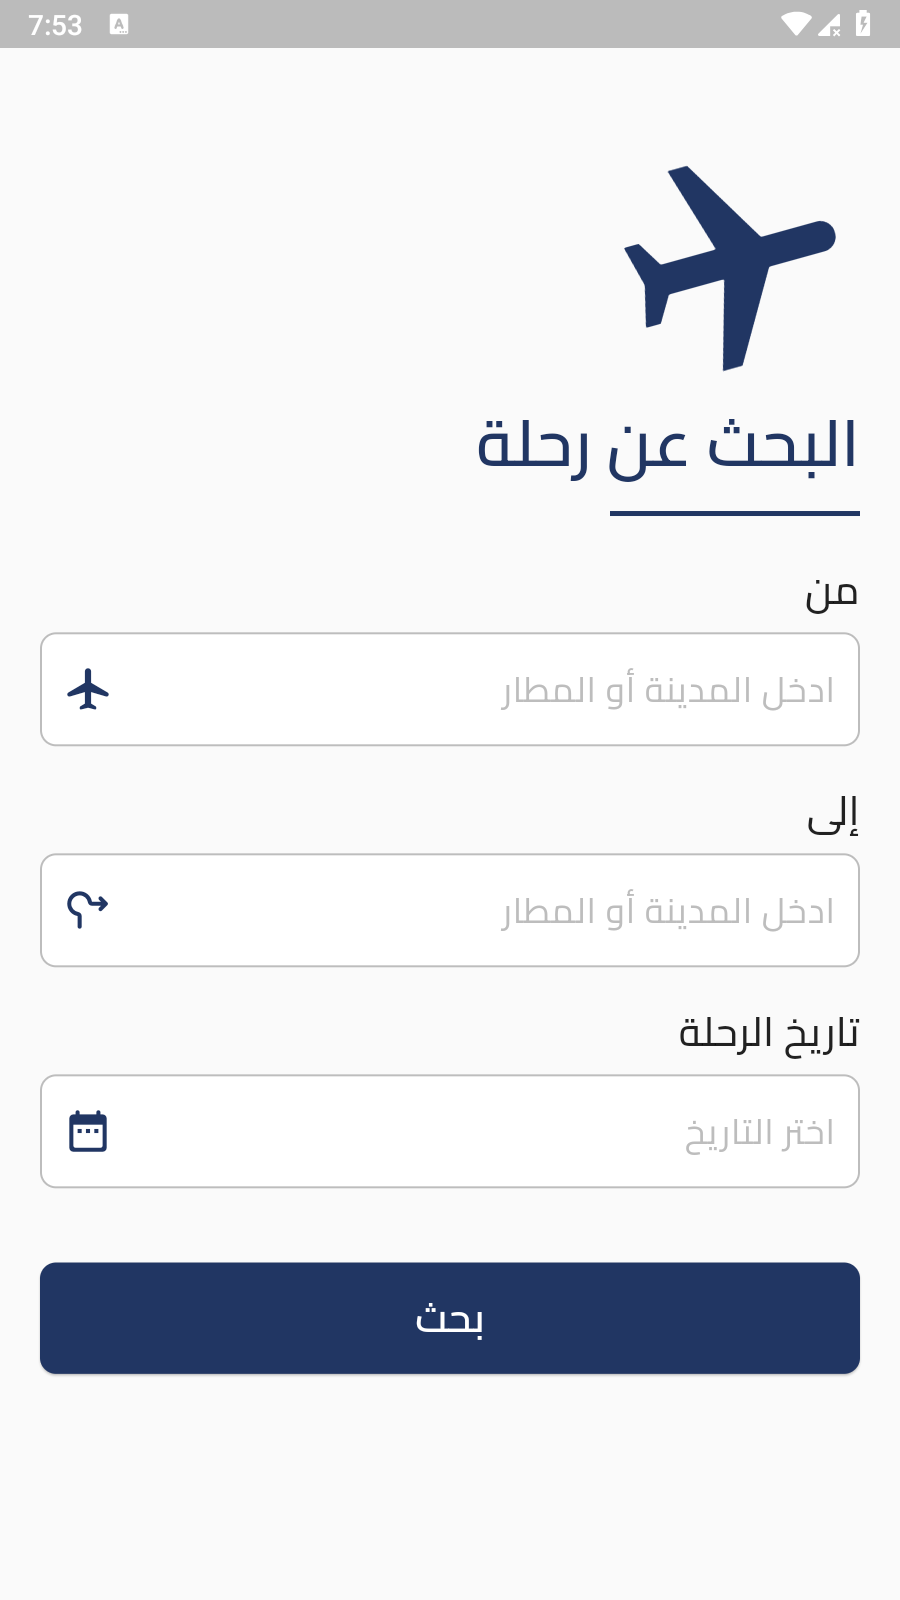 7:53
البحث عن رحلة
من
ادخل المدينة أو المطار
إلى
ادخل المدينة أو المطار
تاريخ الرحلة
اختر التاريخ
بحث